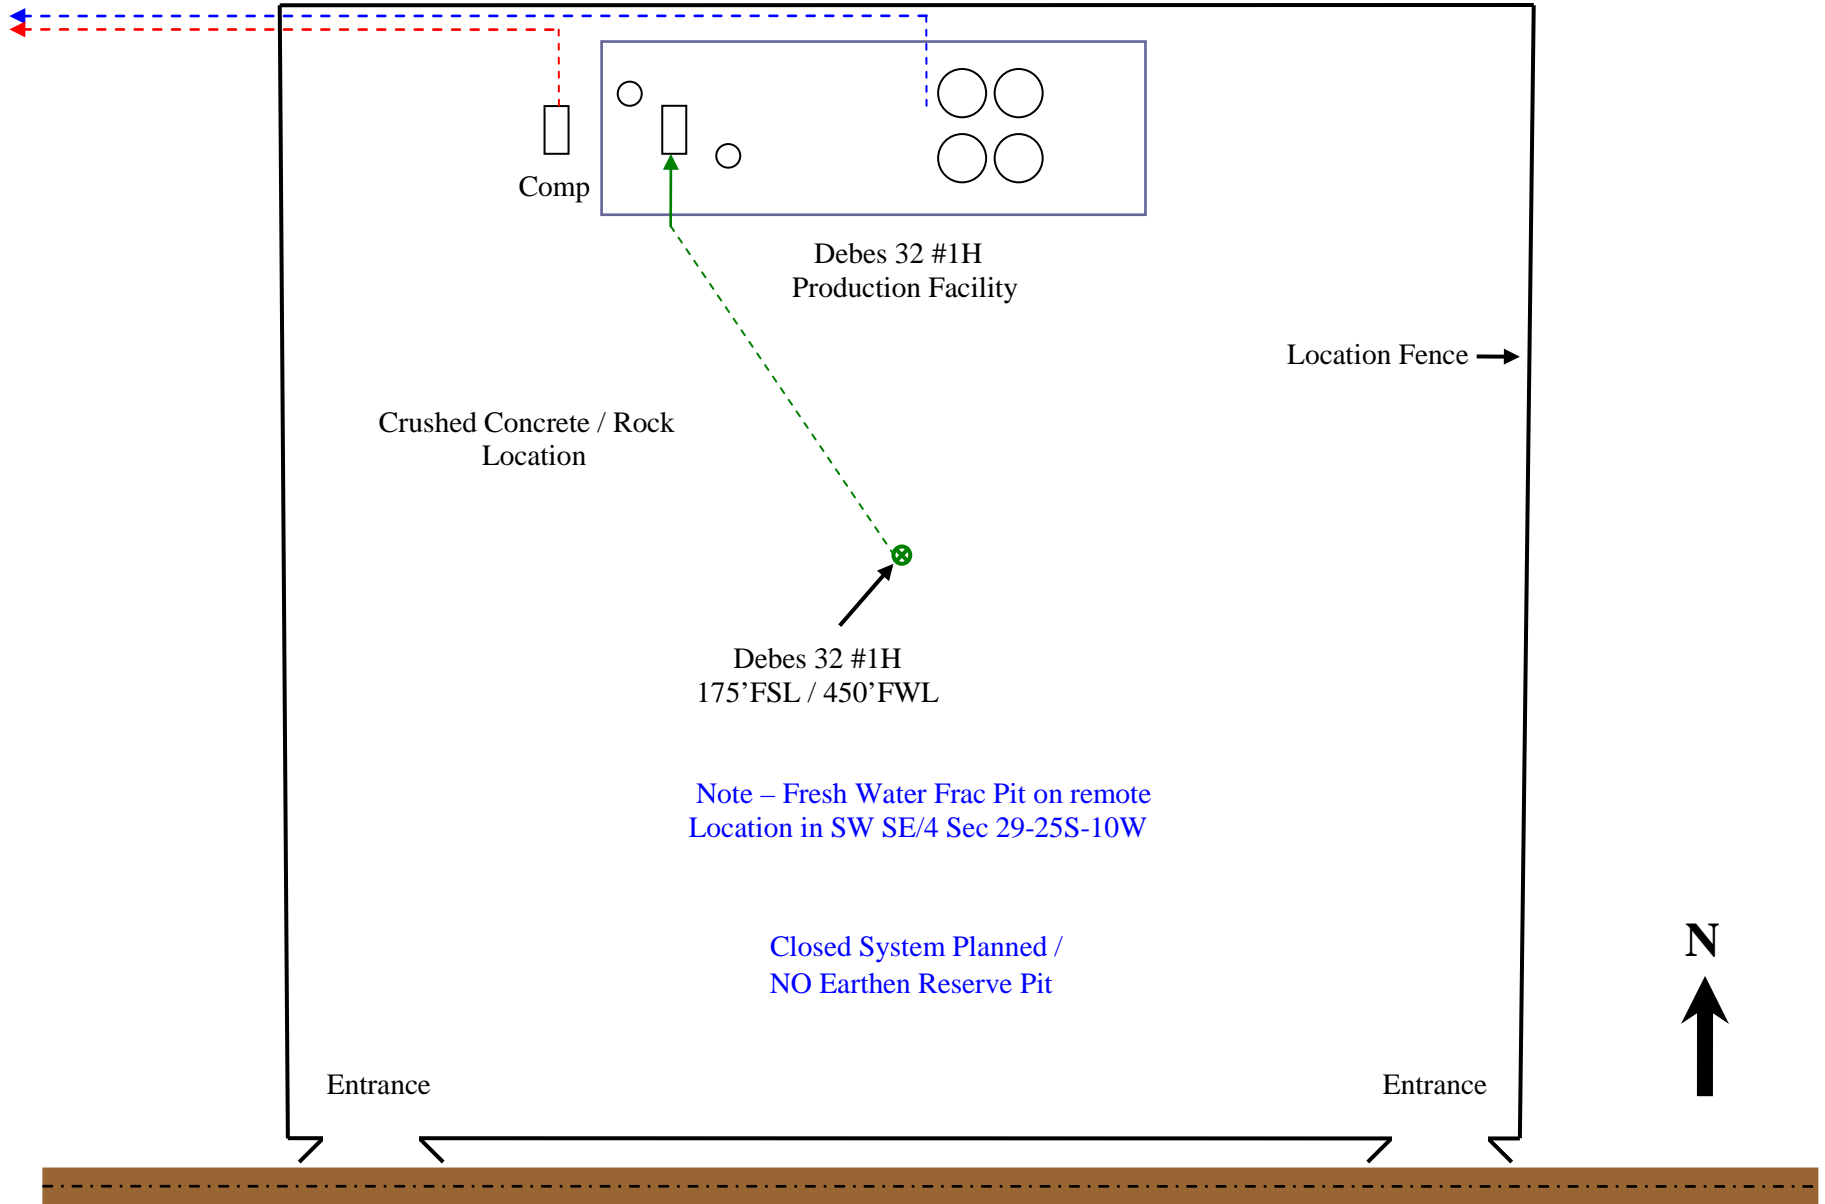 Comp
Debes 32 #1H
Production Facility
Location Fence
Crushed Concrete / Rock
Location
Debes 32 #1H
175’FSL / 450’FWL
Note – Fresh Water Frac Pit on remote
Location in SW SE/4 Sec 29-25S-10W
N
Closed System Planned /
NO Earthen Reserve Pit
Entrance
Entrance